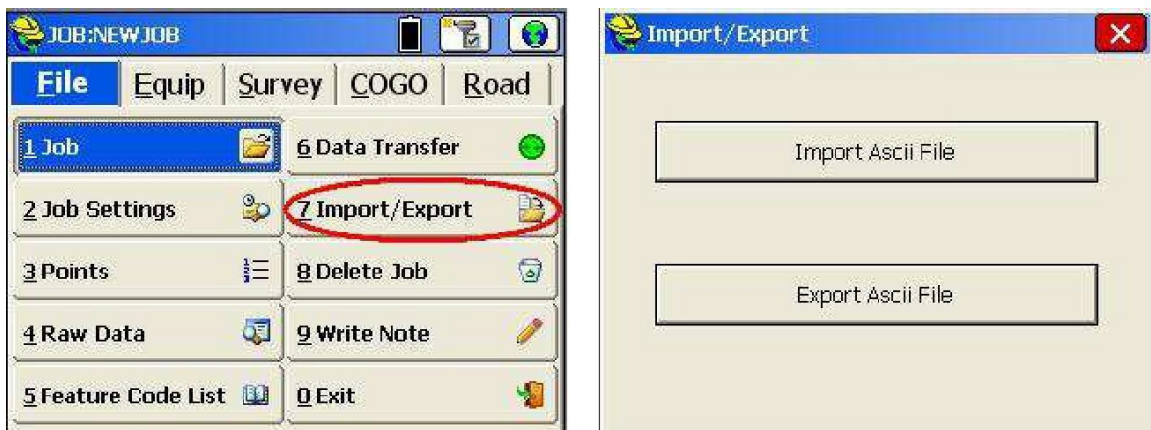 JOB:NEWJOB
File Equip Survey COGO Road
1 Job 6 Data Transfer
2 Job Settings 7 Import/Export
3 Points 8 Delete Job
4 Raw Data 9 Write Note
5 Feature Code List 0 Exit
Import/Export
Import Ascii File
Export Ascii File